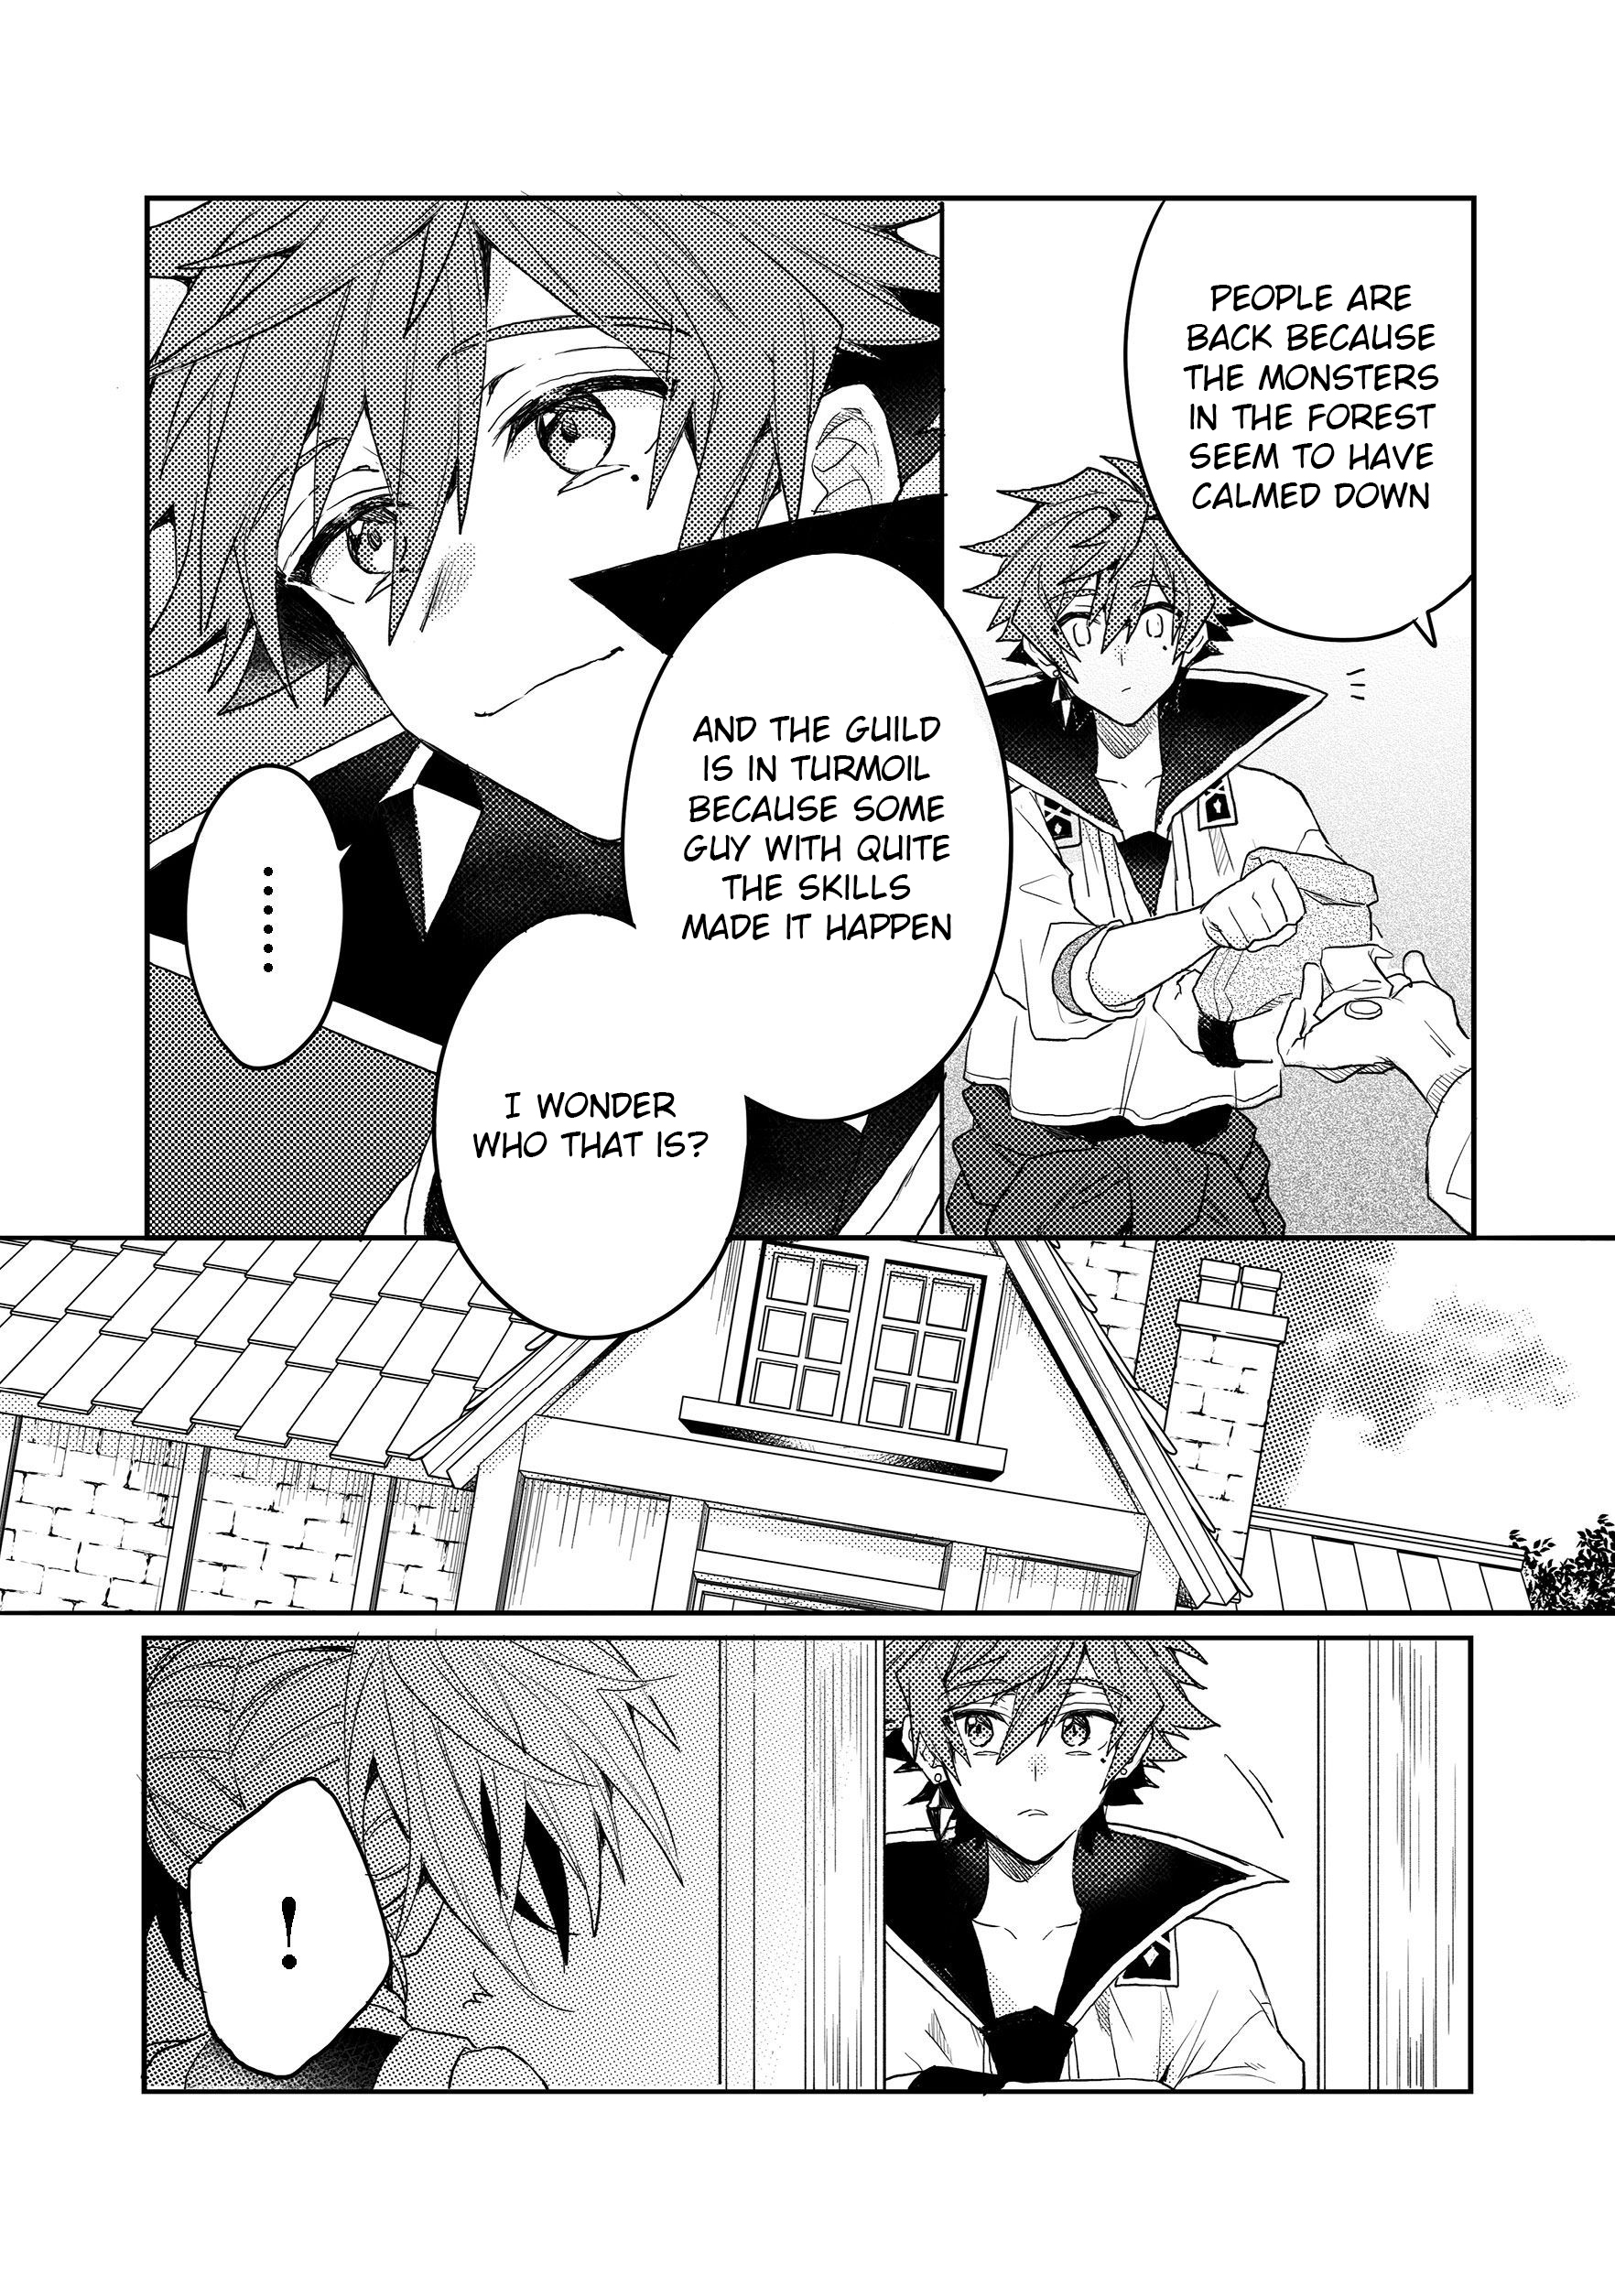 PEOPLE ARE
BACK BECAUSE
THE MONSTERS
IN THE FOREST
SEEM TO HAVE
CALMED DOWN
AND THE GUILD
IS IN TURMOIL
BECAUSE SOME
GUY WITH QUITE
THE SKILLS
MADE IT HAPPEN
I WONDER
WHO THAT IS?
.......
!